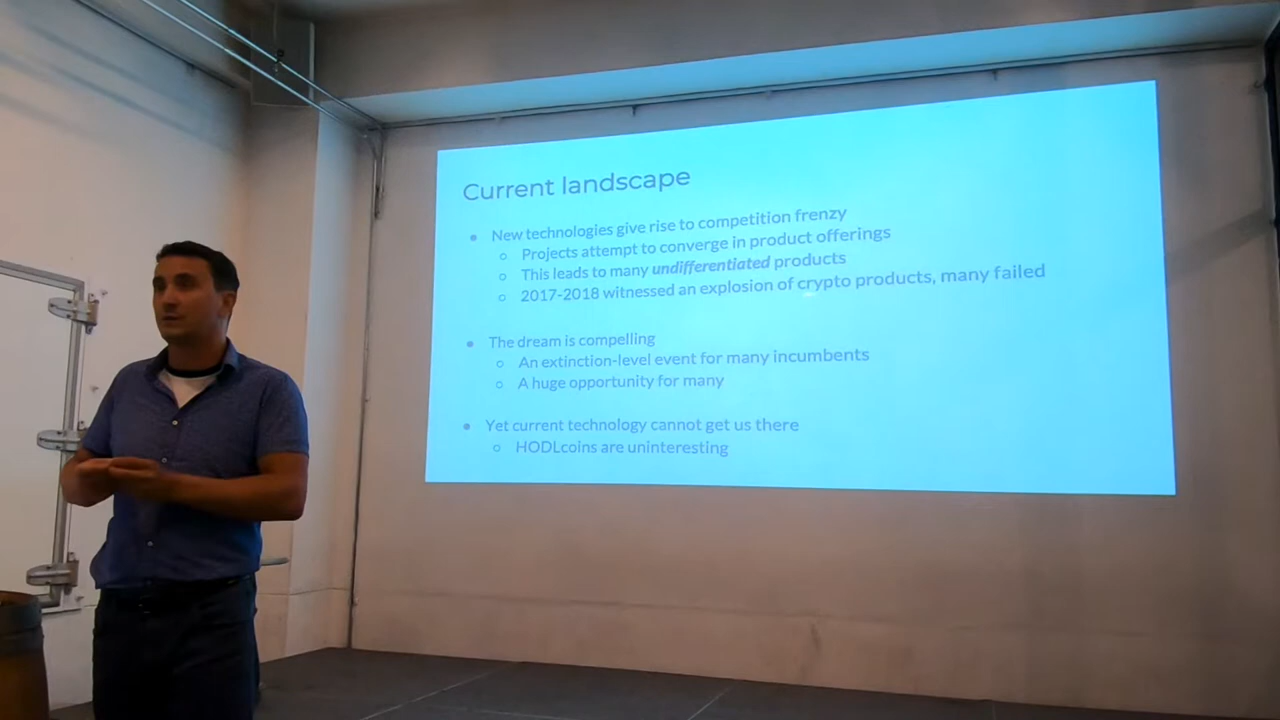 Current landscape
● New technologies give rise to competition frenzy
○ Projects attempt to converge in product offerings
○ This leads to many undifferentiated products
○ 2017-2018 witnessed an explosion of crypto products, many failed
● The dream is compelling
○ An extinction-level event for many incumbents
○ A huge opportunity for many
● Yet current technology cannot get us there
○ HODLcoins are uninteresting